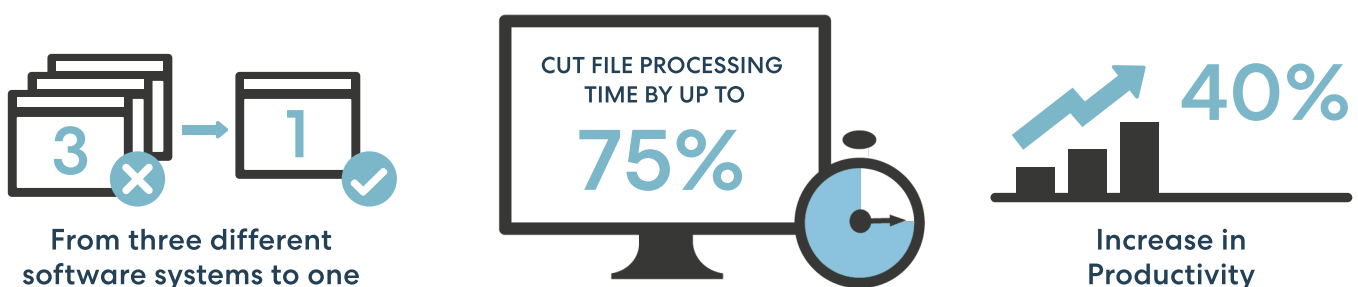 3
1
From three different
software systems to one
CUT FILE PROCESSING
TIME BY UP TO
75%
40%
Increase in
Productivity